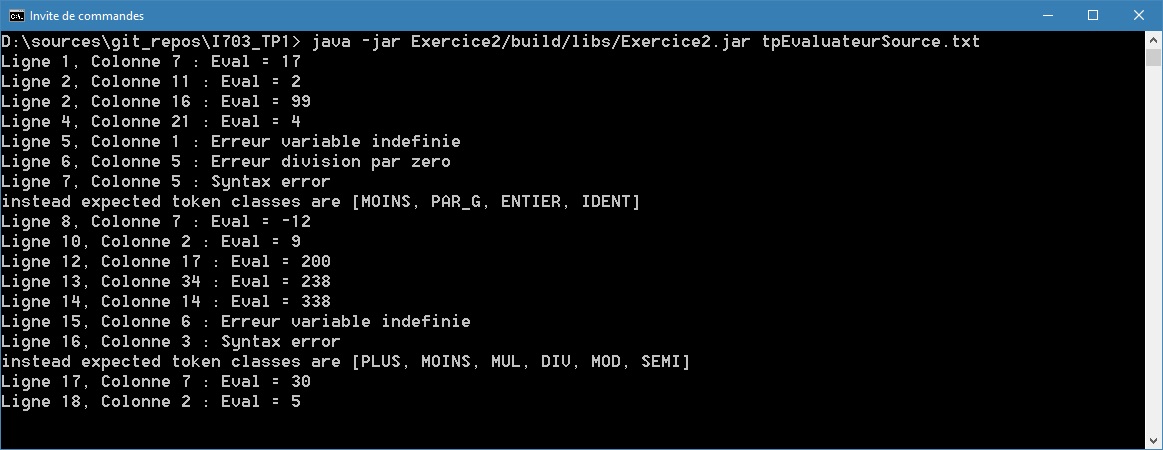 Invite de commandes
D:\sources\git_repos\I703_TP1> java -jar Exercice2/build/libs/Exercice2.jar tpEvaluateurSource.txt
Ligne 1, Colonne 7 : Eval = 17
Ligne 2, Colonne 11 : Eval = 2
Ligne 2, Colonne 16 : Eval = 99
Ligne 4, Colonne 21 : Eval = 4
Ligne 5, Colonne 1 : Erreur variable indefinie
Ligne 6, Colonne 5 : Erreur division par zero
Ligne 7, Colonne 5 : Syntax error
instead expected token classes are [MOINS, PAR_G, ENTIER, IDENT]
Ligne 8, Colonne 7 : Eval = -12
Ligne 10, Colonne 2 : Eval = 9
Ligne 12, Colonne 17 : Eval = 200
Ligne 13, Colonne 34 : Eval = 238
Ligne 14, Colonne 14 : Eval = 338
Ligne 15, Colonne 6 : Erreur variable indefinie
Ligne 16, Colonne 3 : Syntax error
instead expected token classes are [PLUS, MOINS, MUL, DIV, MOD, SEMI]
Ligne 17, Colonne 7 : Eval = 30
Ligne 18, Colonne 2 : Eval = 5